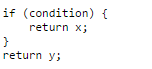 if (condition) {
    return x;
}
return y;